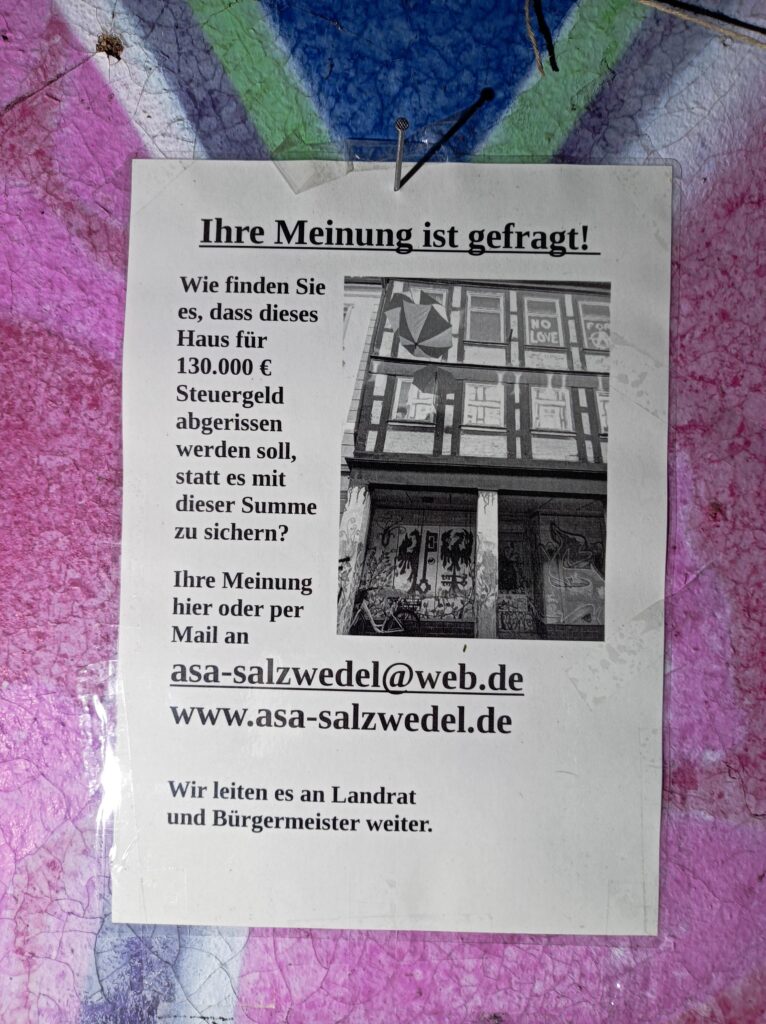 Ihre Meinung ist gefragt!
Wie finden Sie
es, dass dieses
Haus für
130.000 €
Steuergeld
abgerissen
werden soll,
statt es mit
dieser Summe
zu sichern?
NO
LOVE
FOR
Ihre Meinung
hier oder per
Mail an
asa-salzwedel@web.de
www.asa-salzwedel.de
Wir leiten es an Landrat
und Bürgermeister weiter.